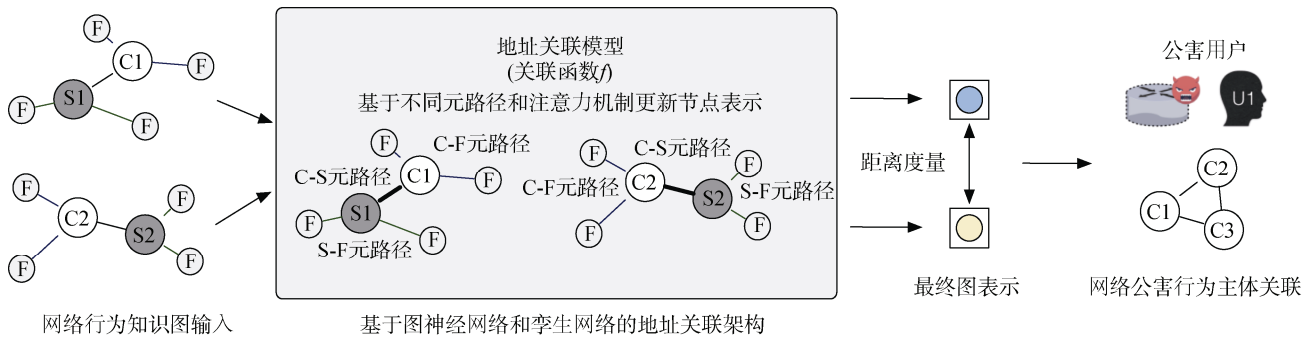 F
C1
F
S1
F
F
F
C2
F
S2
F
F
网络行为知识图输入
地址关联模型
(关联函数f)
基于不同元路径和注意力机制更新节点表示
F
C-F元路径
C1
F
C-S元路径
S1
F
F
S-F元路径
C-S元路径
F
F
C-F元路径
C2
S-F元路径
S2
F
F
基于图神经网络和孪生网络的地址关联架构
距离度量
最终图表示
公害用户
U1
C2
C1
C3
网络公害行为主体关联